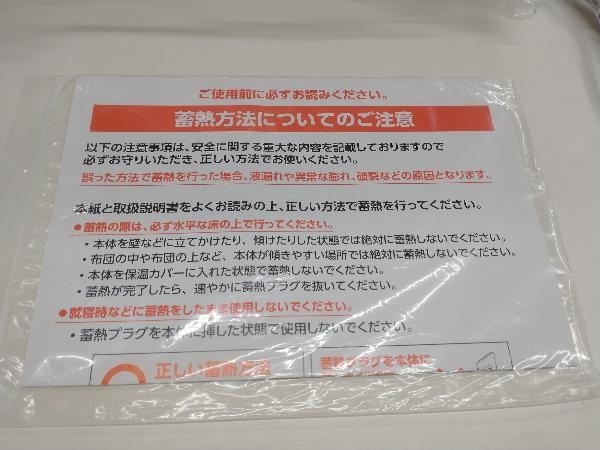 ご使用前に必ずお読みください。
蓄熱方法についてのご注意
以下の注意事項は、安全に関する重大な内容を記載しておりますので
必ずお守りいただき、正しい方法でお使いください。
誤った方法で蓄熱を行った場合、液漏れや異常な膨れ、破裂などの原因となります。
本紙と取扱説明書をよくお読みの上、正しい方法で蓄熱を行ってください。
●蓄熱の際は、必ず水平な床の上で行ってください。
・本体を壁などに立てかけたり、傾けたりした状態では絶対に蓄熱しないでください。
・布団の中や布団の上など、本体が傾きやすい場所では絶対に蓄熱しないでください。
・本体を保温カバーに入れた状態で蓄熱しないでください。
・蓄熱が完了したら、速やかに蓄熱プラグを抜いてください。
●就寝時などに蓄熱をしたまま使用しないでください。
・蓄熱プラグを本体に挿した状態で使用しないでください。
正しい蓄熱方法
蓄熱プラグを本体に